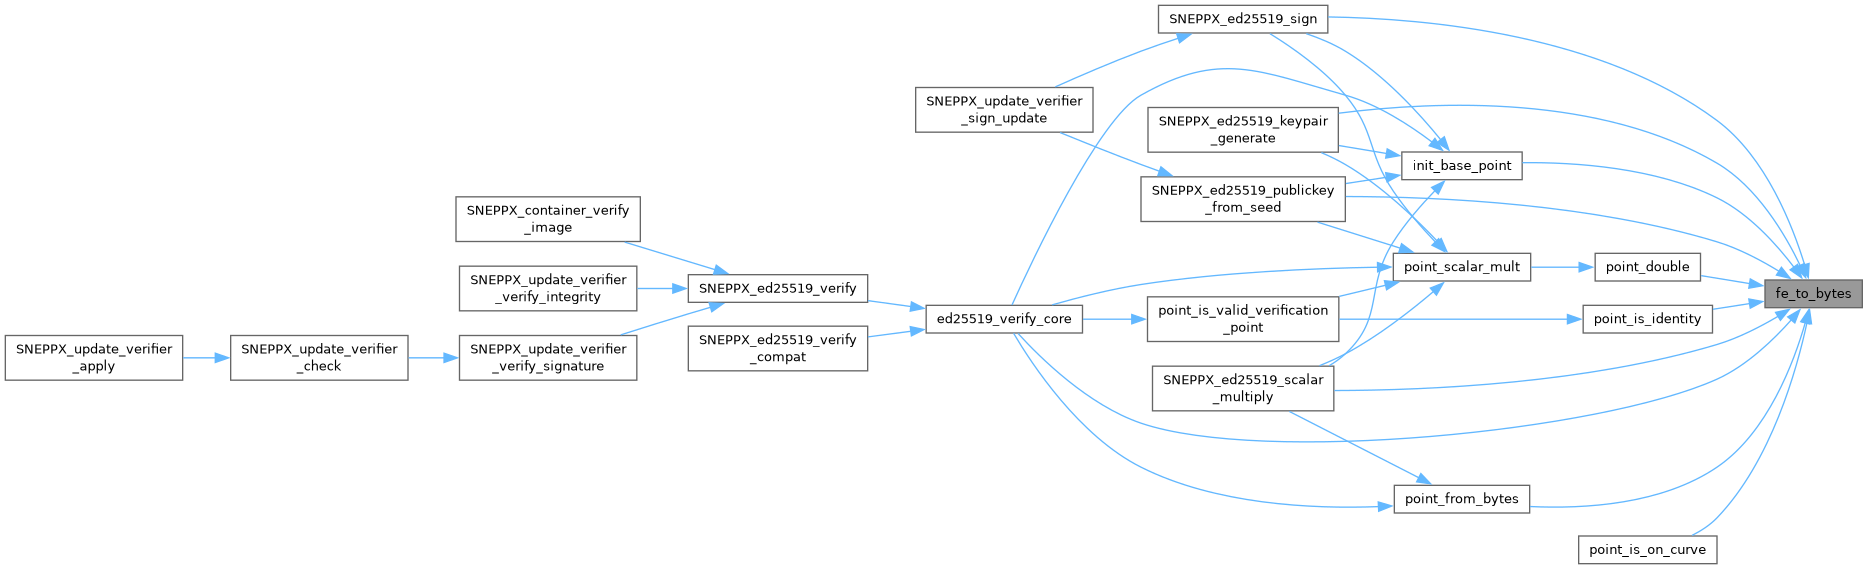 SNEPPX_ed25519_sign
SNEPPX_update_verifier
_sign_update
SNEPPX_ed25519_keypair
_generate
init_base_point
SNEPPX_ed25519_publickey
_from_seed
SNEPPX_container_verify
_image
point_scalar_mult
point_double
SNEPPX_update_verifier
_verify_integrity
SNEPPX_ed25519_verify
fe_to_bytes
ed25519_verify_core
point_is_valid_verification
_point
point_is_identity
SNEPPX_update_verifier
_apply
SNEPPX_update_verifier
_check
SNEPPX_update_verifier
_verify_signature
SNEPPX_ed25519_verify
_compat
SNEPPX_ed25519_scalar
_multiply
point_from_bytes
point_is_on_curve